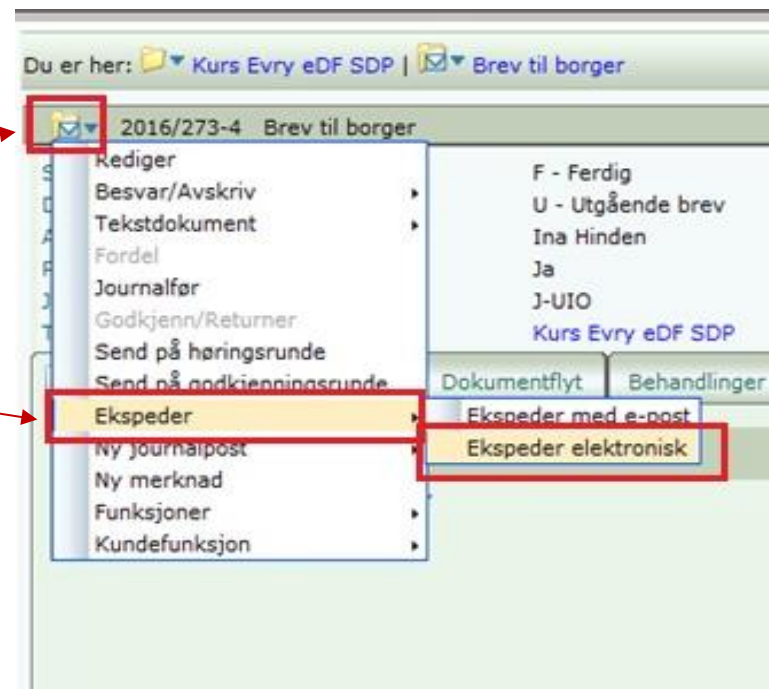 Du er her: Kurs Evry eDF SDP | Brev til borger
2016/273-4 Brev til borger
Rediger
Besvar/Avskriv
Tekstdokument
Fordel
Journalfør
Godkjenn/Returner
Send på høringsrunde
Send på godkjenningsrunde
Ekspeder
Ny journalpost
Ny merknad
Funksjoner
Kundefunksjon
F - Ferdig
U - Utgående brev
Ina Hinden
Ja
J-UIO
Kurs Evry eDF SDP
Dokumentflyt Behandlinger
Ekspeder med e-post
Ekspeder elektronisk